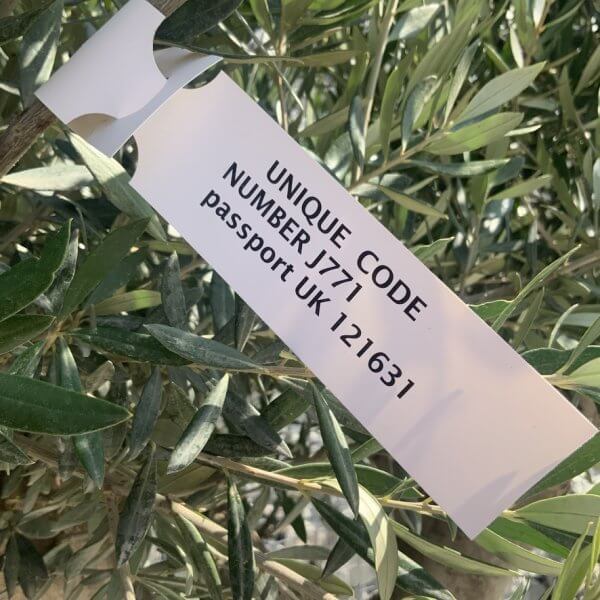 UNIQUE CODE
NUMBER J771
passport UK 121631